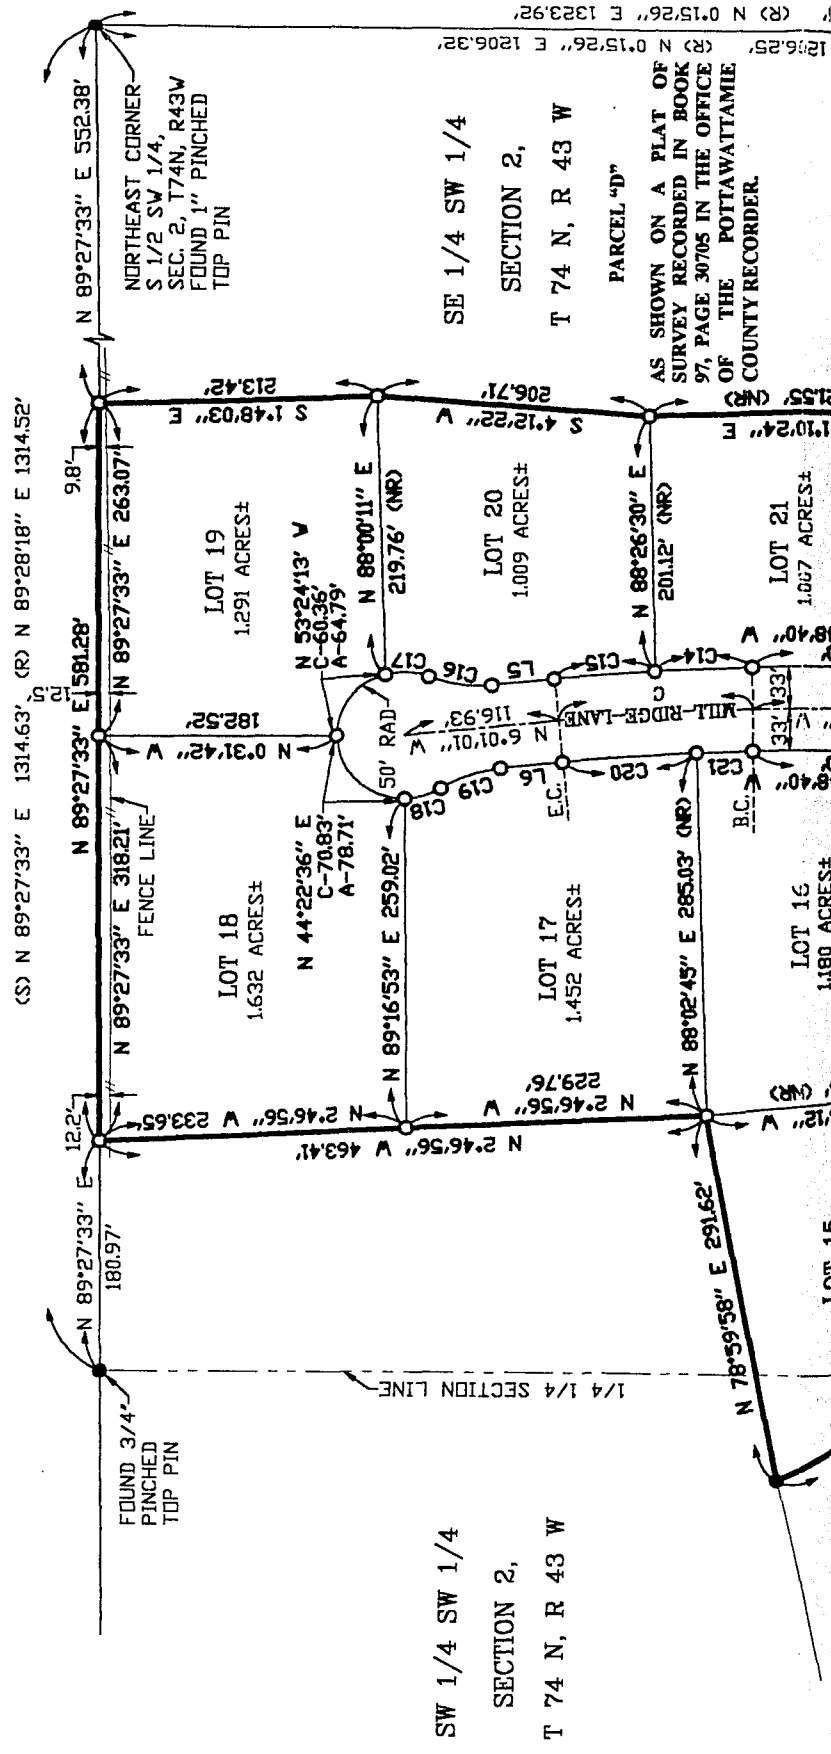 (S) N 89°27'33" E 1314.63' (R) N 89°28'18" E 1314.52'
N 89°27'33" E
180.97'
12.2'
N 89°27'33" E 581.28'
12.5'
9.8'
N 89°27'33" E 552.38'
N 89°27'33" E 318.21'
N 89°27'33" E 263.07'
FENCE LINE
FOUND 3/4"
PINCHED
TOP PIN
NORTHEAST CORNER
S 1/2 SW 1/4,
SEC. 2, T74N, R43W
FOUND 1" PINCHED
TOP PIN
N 2°46'56" W 233.65'
N 2°46'56" W 463.41'
LOT 18
1.632 ACRES±
N 0°31'42" W
182.52'
LOT 19
1.291 ACRES±
213.42'
S 1°48'03" E
N 44°22'36" E
C-70.83'
A-78.71'
N 53°24'13" W
C-60.36'
A-64.79'
50' RAD
N 89°16'53" E 259.02'
N 88°00'11" E
219.76' (NR)
C18
C19
L6
C20
C21
C17
C16
L5
C15
C14
N 6°01'01" W
116.93'
MILL-RIDGE-LANE
E.C.
B.C.
33'
33'
229.76'
N 2°46'56" W
LOT 17
1.452 ACRES±
LOT 20
1.009 ACRES±
206.71'
S 4°12'22" W
N 88°02'45" E 285.03' (NR)
N 88°26'30" E
201.12' (NR)
N 78°59'58" E 291.62'
LOT 16
1.180 ACRES±
LOT 21
1.007 ACRES±
LOT 15
1/4 1/4 SECTION LINE
SW 1/4 SW 1/4
SECTION 2,
T 74 N, R 43 W
SE 1/4 SW 1/4
SECTION 2,
T 74 N, R 43 W
PARCEL "D"
AS SHOWN ON A PLAT OF
SURVEY RECORDED IN BOOK
97, PAGE 30705 IN THE OFFICE
OF THE POTTAWATTAMIE
COUNTY RECORDER.
(R) N 0°15'26" E 1323.92'
(R) N 0°15'26" E 1206.32'
1206.25'